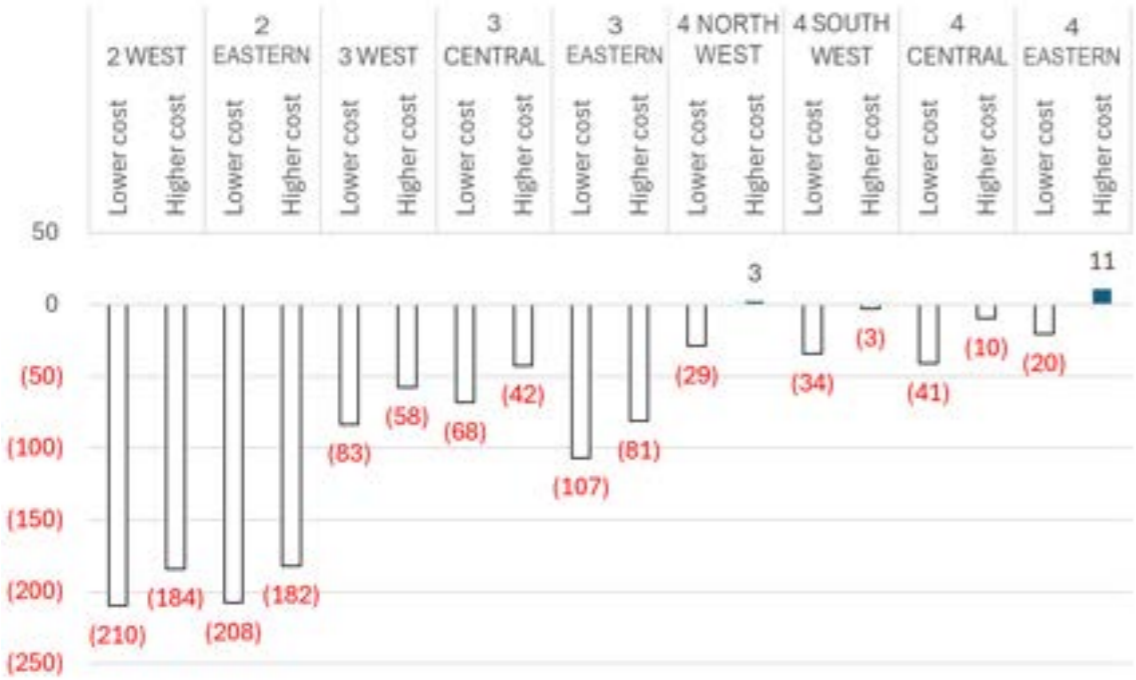 2 WEST
2
EASTERN
3 WEST
3
CENTRAL
3
EASTERN
4 NORTH
WEST
4 SOUTH
WEST
4
CENTRAL
4
EASTERN
Lower cost
Higher cost
Lower cost
Higher cost
Lower cost
Higher cost
Lower cost
Higher cost
Lower cost
Higher cost
Lower cost
Higher cost
Lower cost
Higher cost
Lower cost
Higher cost
Lower cost
Higher cost
50
0
(50)
(100)
(150)
(200)
(250)
(210)
(184)
(208)
(182)
(83)
(58)
(68)
(42)
(107)
(81)
(29)
3
(34)
(3)
(41)
(10)
(20)
11